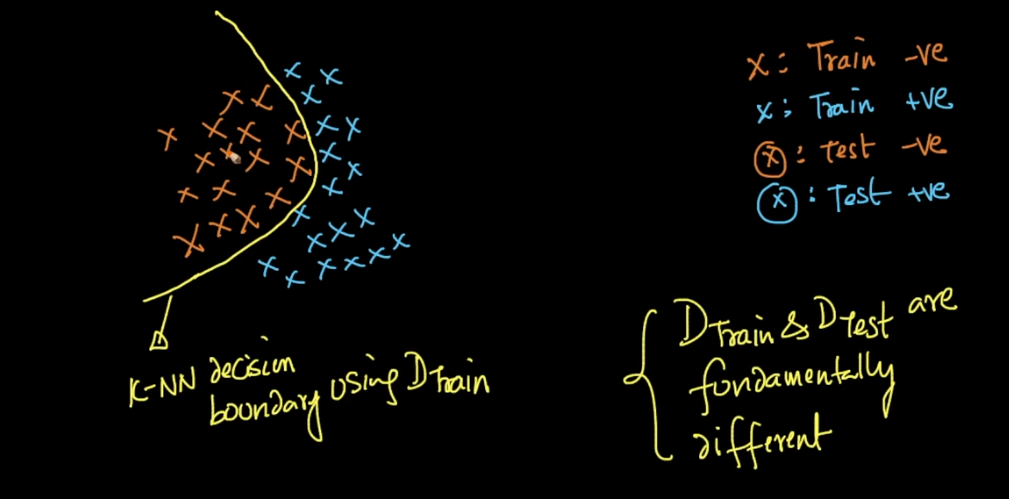 x : Train -ve
x : Train +ve
ⓧ : Test -ve
ⓧ : Test +ve
K-NN decision
boundary using DTrain
DTrain & DTest are
fundamentally
different